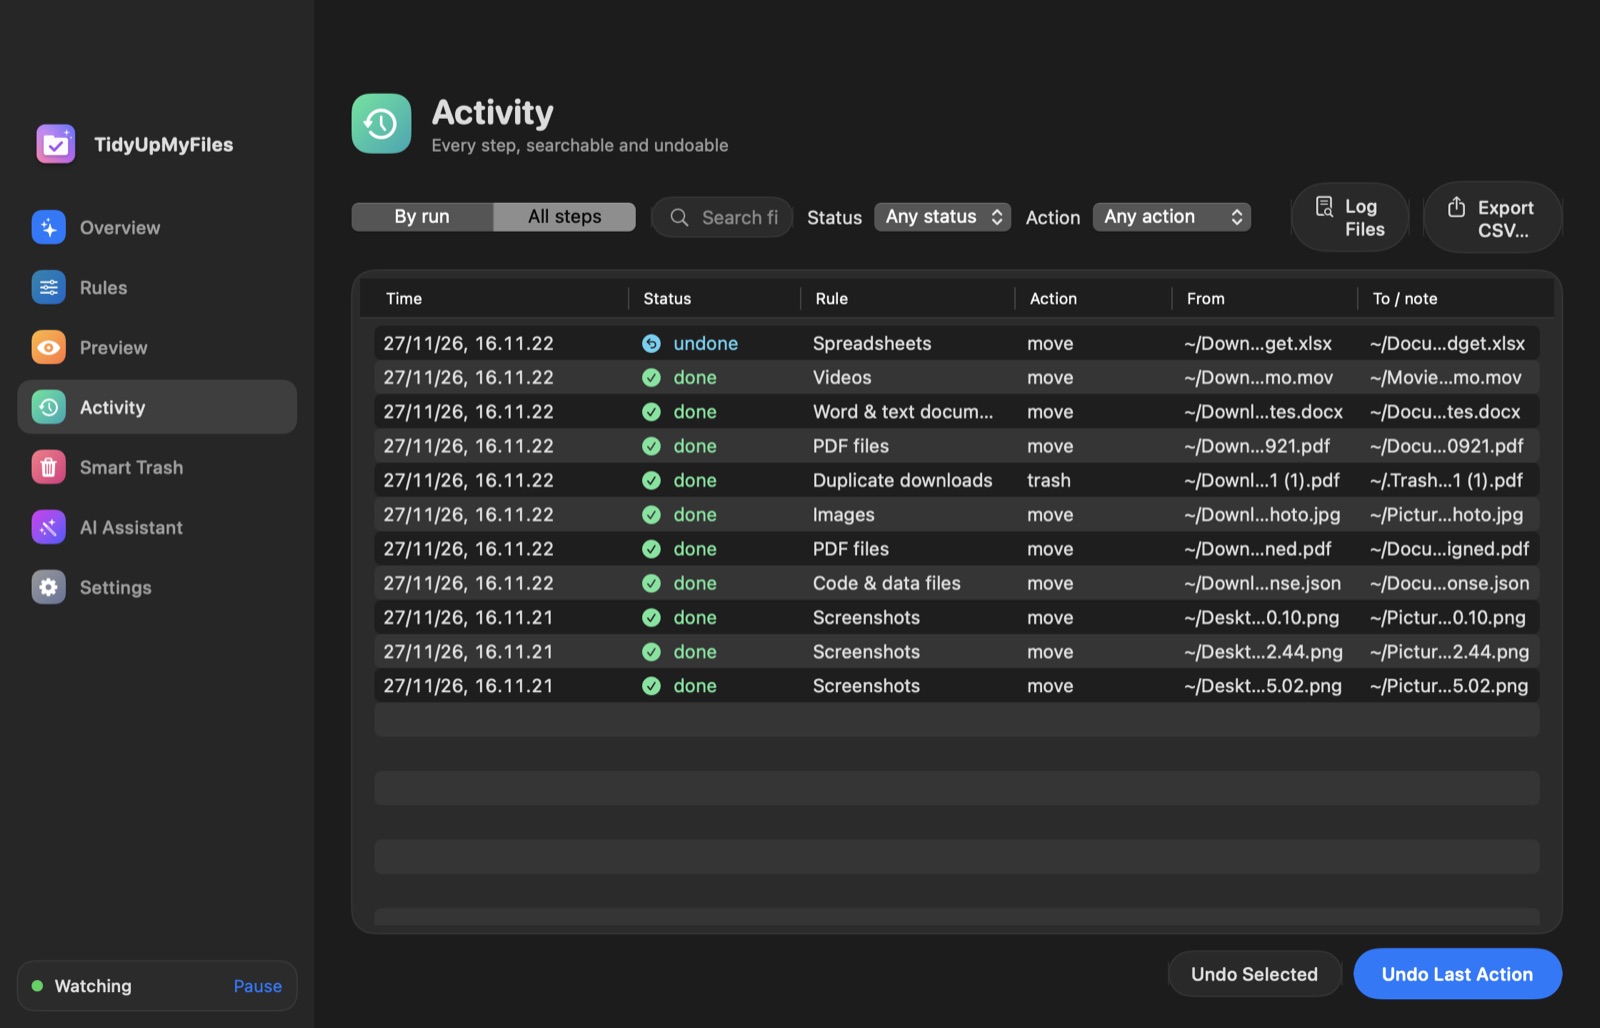 TidyUpMyFiles
Overview
Rules
Preview
Activity
Smart Trash
AI Assistant
Settings
Watching Pause
Activity
Every step, searchable and undoable
By run All steps Search fi Status Any status Action Any action
Log
Files
Export
CSV...
Time Status Rule Action From To / note
27/11/26, 16.11.22 undone Spreadsheets move ~/Down...get.xlsx ~/Docu...dget.xlsx
27/11/26, 16.11.22 done Videos move ~/Down...mo.mov ~/Movie...mo.mov
27/11/26, 16.11.22 done Word & text docum... move ~/Downl...tes.docx ~/Docu...tes.docx
27/11/26, 16.11.22 done PDF files move ~/Down...921.pdf ~/Docu...0921.pdf
27/11/26, 16.11.22 done Duplicate downloads trash ~/Downl...1 (1).pdf ~/.Trash...1 (1).pdf
27/11/26, 16.11.22 done Images move ~/Downl...hoto.jpg ~/Pictur...hoto.jpg
27/11/26, 16.11.22 done PDF files move ~/Down...ned.pdf ~/Docu...igned.pdf
27/11/26, 16.11.22 done Code & data files move ~/Downl...nse.json ~/Docu...onse.json
27/11/26, 16.11.21 done Screenshots move ~/Deskt...0.10.png ~/Pictur...0.10.png
27/11/26, 16.11.21 done Screenshots move ~/Deskt...2.44.png ~/Pictur...2.44.png
27/11/26, 16.11.21 done Screenshots move ~/Deskt...5.02.png ~/Pictur...5.02.png
Undo Selected Undo Last Action